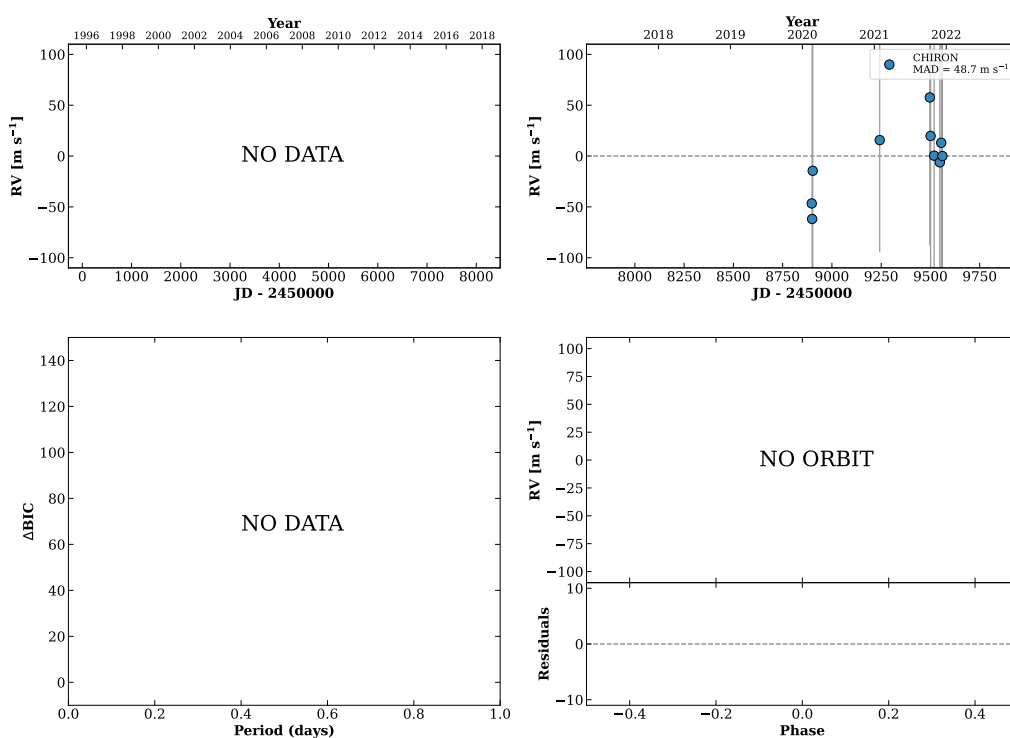 Year
1996 1998 2000 2002 2004 2006 2008 2010 2012 2014 2016 2018
100
50
0
−50
−100
RV [m s⁻¹]
NO DATA
0 1000 2000 3000 4000 5000 6000 7000 8000
JD - 2450000
Year
2018 2019 2020 2021 2022
CHIRON
MAD = 48.7 m s⁻¹
100
50
0
−50
−100
RV [m s⁻¹]
8000 8250 8500 8750 9000 9250 9500 9750
JD - 2450000
140
120
100
80
60
40
20
0
ΔBIC
NO DATA
0.0 0.2 0.4 0.6 0.8 1.0
Period (days)
100
75
50
25
0
−25
−50
−75
−100
RV [m s⁻¹]
NO ORBIT
10
0
−10
Residuals
−0.4 −0.2 0.0 0.2 0.4
Phase